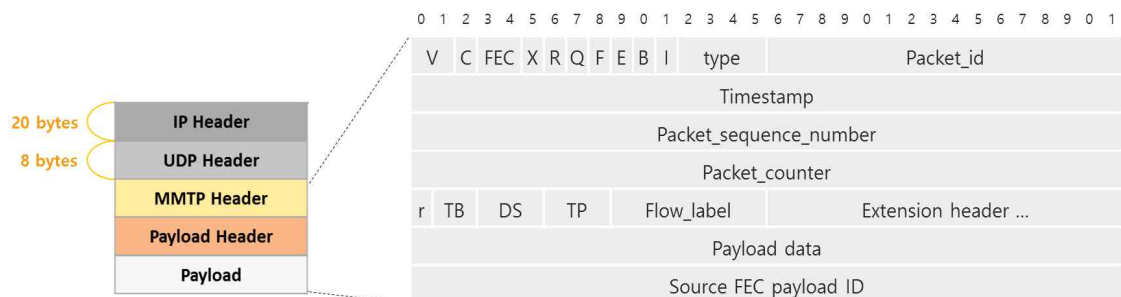 0 1 2 3 4 5 6 7 8 9 0 1 2 3 4 5 6 7 8 9 0 1 2 3 4 5 6 7 8 9 0 1
V C FEC X R Q F E B I type Packet_id
Timestamp
Packet_sequence_number
Packet_counter
r TB DS TP Flow_label Extension header ...
Payload data
Source FEC payload ID
20 bytes IP Header
8 bytes UDP Header
MMTP Header
Payload Header
Payload